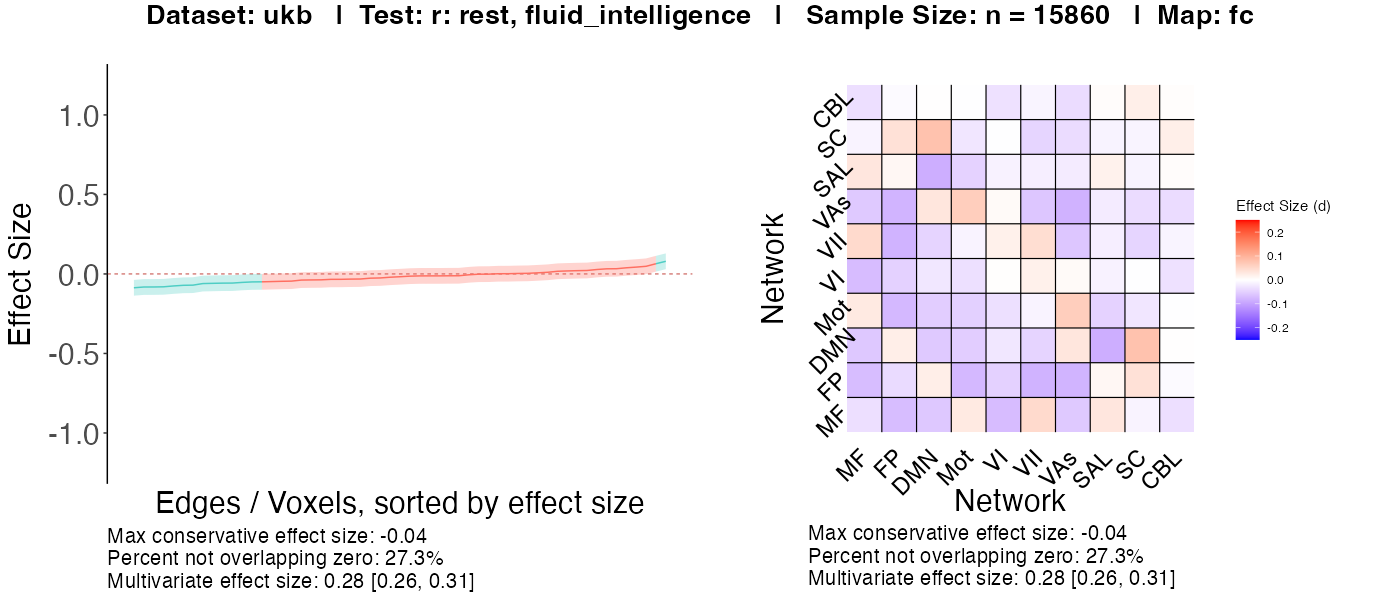 Dataset: ukb | Test: r: rest, fluid_intelligence | Sample Size: n = 15860 | Map: fc
Effect Size
1.0
0.5
0.0
-0.5
-1.0
Edges / Voxels, sorted by effect size
Max conservative effect size: -0.04
Percent not overlapping zero: 27.3%
Multivariate effect size: 0.28 [0.26, 0.31]
Network
CBL
SC
SAL
VAs
VII
VI
Mot
DMN
FP
MF
MF FP DMN Mot VI VII VAs SAL SC CBL
Network
Max conservative effect size: -0.04
Percent not overlapping zero: 27.3%
Multivariate effect size: 0.28 [0.26, 0.31]
Effect Size (d)
0.2
0.1
0.0
-0.1
-0.2